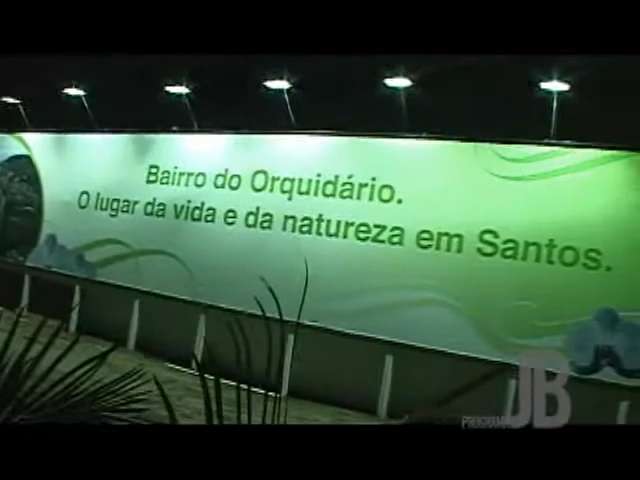 Bairro do Orquidário.
O lugar da vida e da natureza em Santos.
PROGRAMA JB